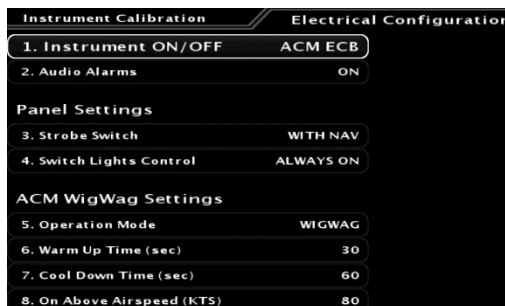 Instrument Calibration
Electrical Configuration
1. Instrument ON/OFF ACM ECB
2. Audio Alarms ON
Panel Settings
3. Strobe Switch WITH NAV
4. Switch Lights Control ALWAYS ON
ACM WigWag Settings
5. Operation Mode WIGWAG
6. Warm Up Time (sec) 30
7. Cool Down Time (sec) 60
8. On Above Airspeed (KTS) 80